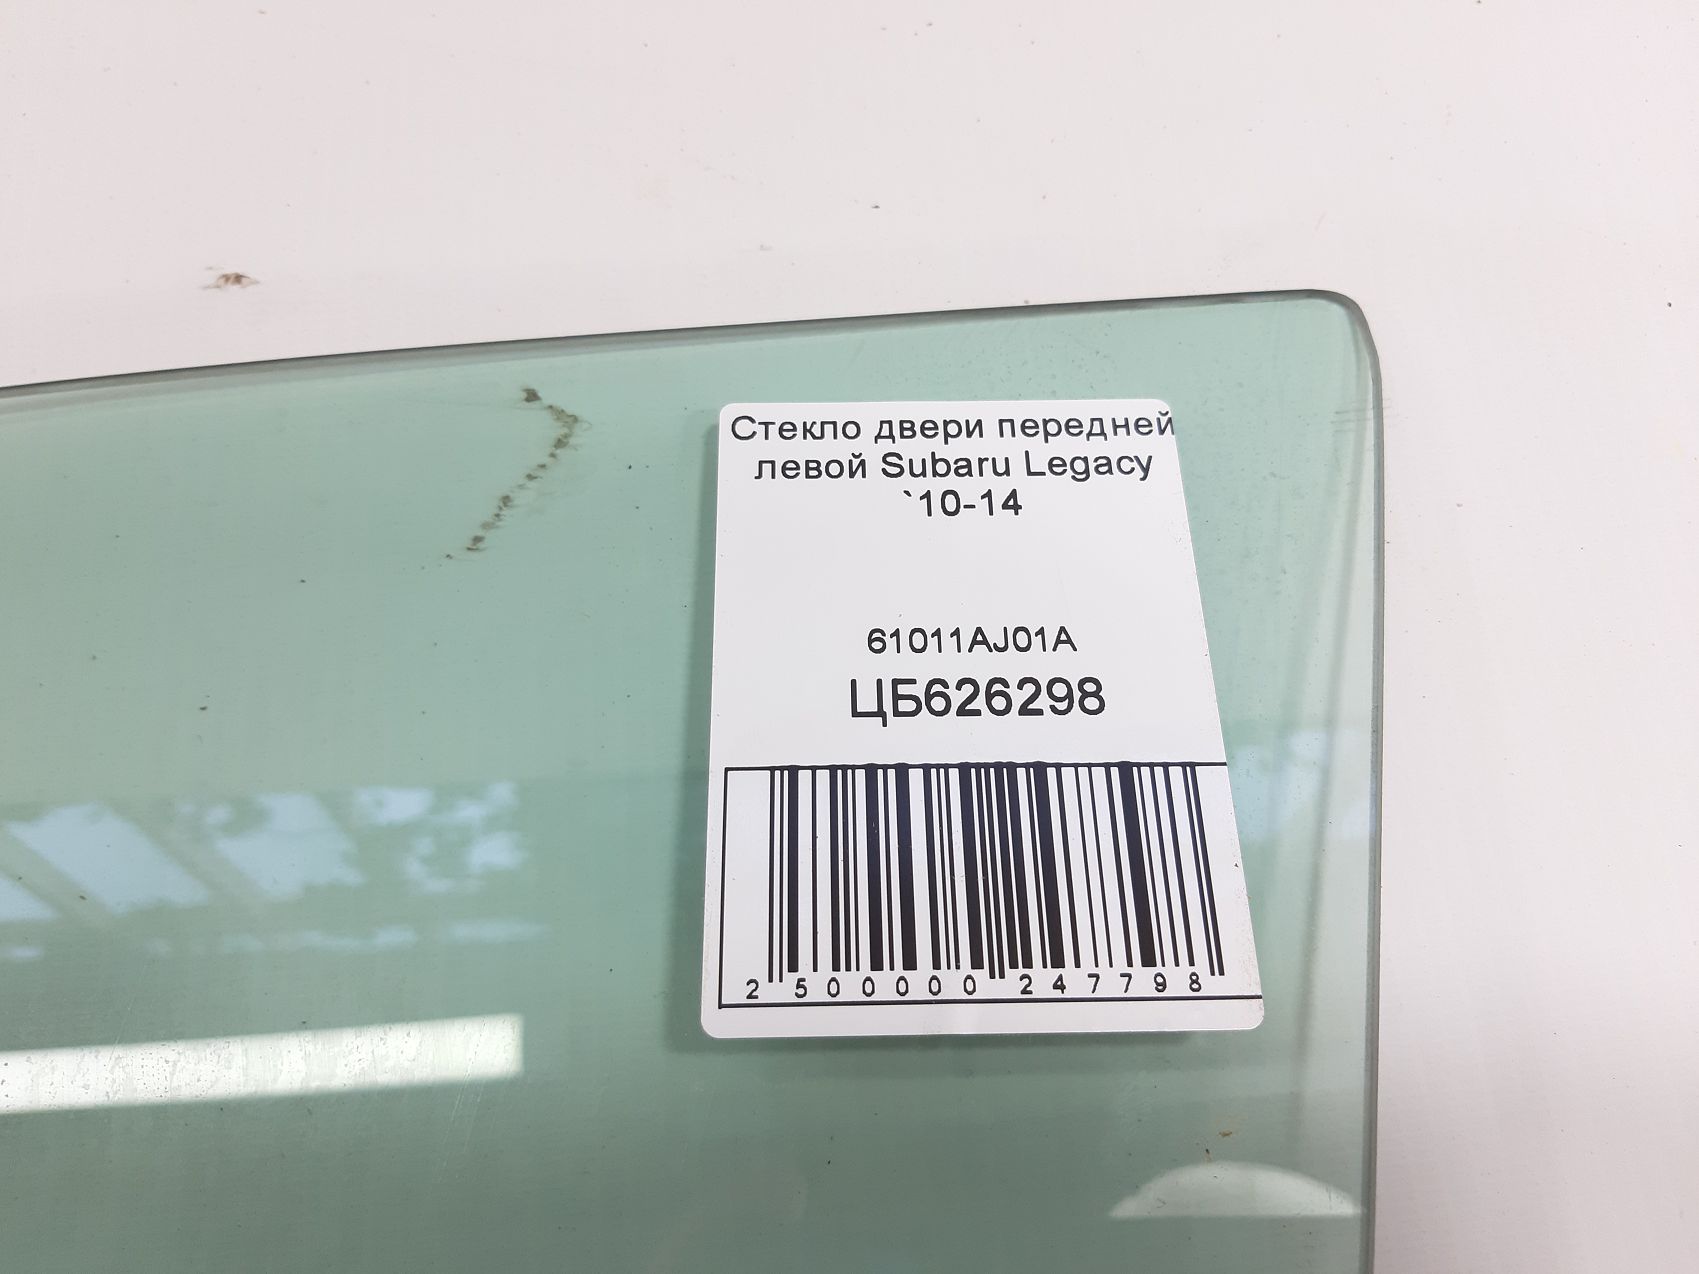 Стекло двери передней
левой Subaru Legacy
`10-14
61011AJ01A
ЦБ626298
2 500000 247798